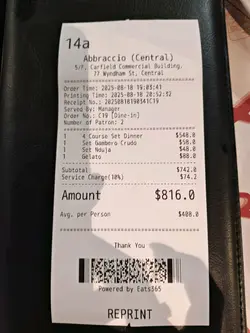 14a
Abbraccio (Central)
5/F, Carfield Commercial Building,
77 Wyndham St, Central
Order Time: 2025-08-18 19:03:41
Printing Time: 2025-08-18 20:52:32
Receipt No.: 20250818190341C19
Served By: Manager
Order No.: C19 [Dine-in]
Number of Patron: 2
1 4 Course Set Dinner $548.0
1 Set Gambero Crudo $58.0
1 Set Nduja $48.0
1 Gelato $88.0
Subtotal $742.0
Service Charge(10%) $74.2
Amount $816.0
Avg. per Person $408.0
Thank You
Powered by Eats365
REPRINT